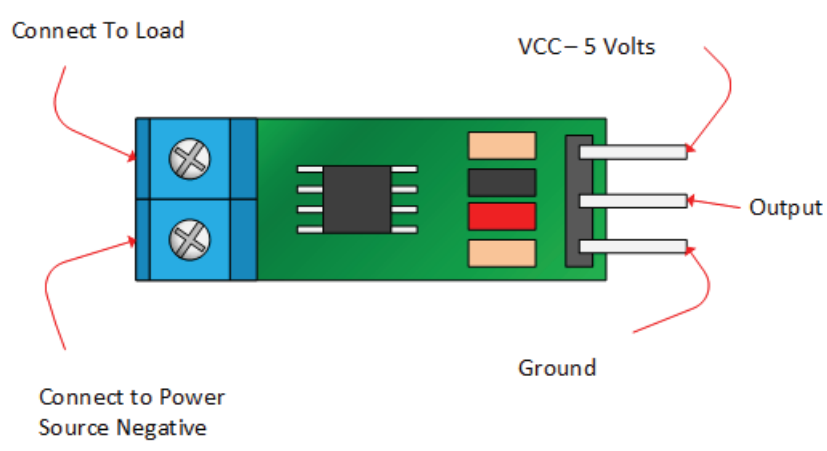 Connect To Load
VCC – 5 Volts
Output
Ground
Connect to Power
Source Negative